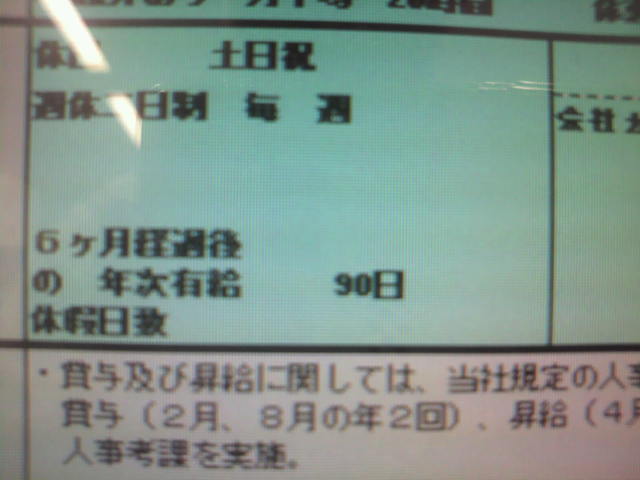 休日 土日祝
週休二日制 毎 週
会社
6ヶ月経過後
の 年次有給 90日
休暇日数
・賞与及び昇給に関しては、当社規定の人事
賞与（2月、8月の年2回）、昇給（4月
人事考課を実施。